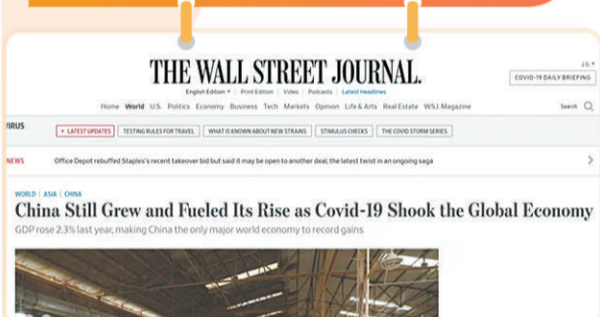 THE WALL STREET JOURNAL.
JG
COVID-19 DAILY BRIEFING
English Edition | Print Edition | Video | Podcasts | Latest Headlines
Home World U.S. Politics Economy Business Tech Markets Opinion Life & Arts Real Estate WSJ. Magazine Search
IRUS LATEST UPDATES TESTING RULES FOR TRAVEL WHAT IS KNOWN ABOUT NEW STRAINS STIMULUS CHECKS THE COVID STORM SERIES
NEWS Office Depot rebuffed Staples's recent takeover bid but said it may be open to another deal, the latest twist in an ongoing saga
WORLD | ASIA | CHINA
China Still Grew and Fueled Its Rise as Covid-19 Shook the Global Economy
GDP rose 2.3% last year, making China the only major world economy to record gains